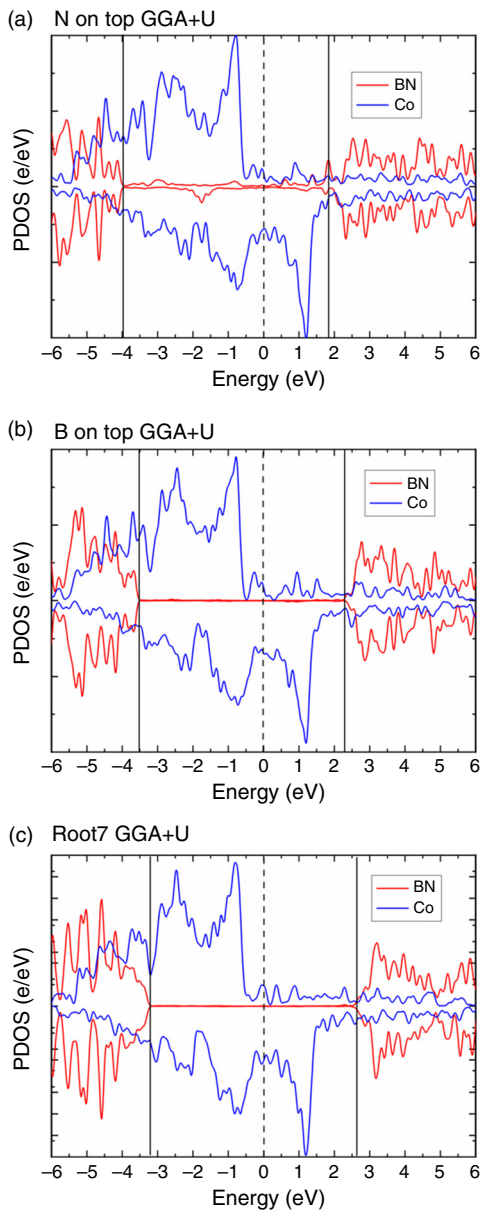 (a) N on top GGA+U
BN
Co
PDOS (e/eV)
–6 –5 –4 –3 –2 –1 0 1 2 3 4 5 6
Energy (eV)
(b) B on top GGA+U
BN
Co
PDOS (e/eV)
–6 –5 –4 –3 –2 –1 0 1 2 3 4 5 6
Energy (eV)
(c) Root7 GGA+U
BN
Co
PDOS (e/eV)
–6 –5 –4 –3 –2 –1 0 1 2 3 4 5 6
Energy (eV)